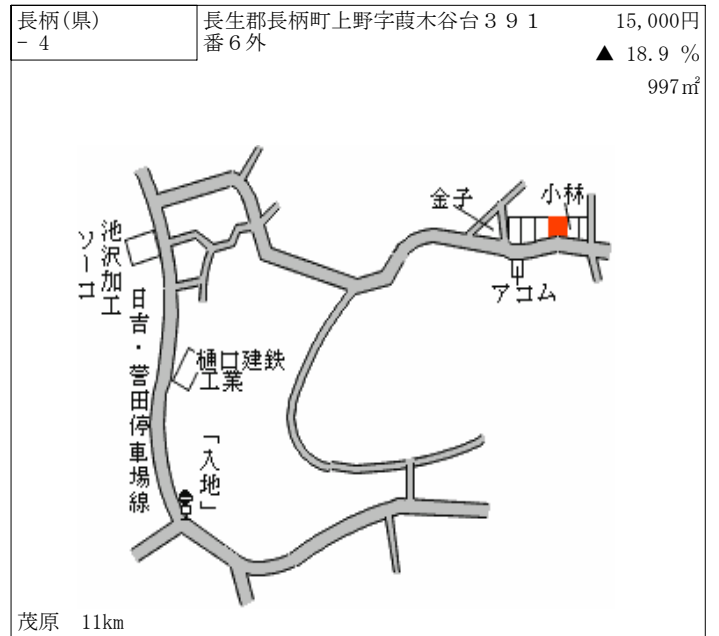 長柄(県)
- 4
長生郡長柄町上野字葭木谷台３９１
番６外
15,000円
▲ 18.9 %
997㎡
金子
小林
アコム
池沢加工
ソーコ
日吉・誉田停車場線
樋口建鉄
工業
「入地」
茂原 11km